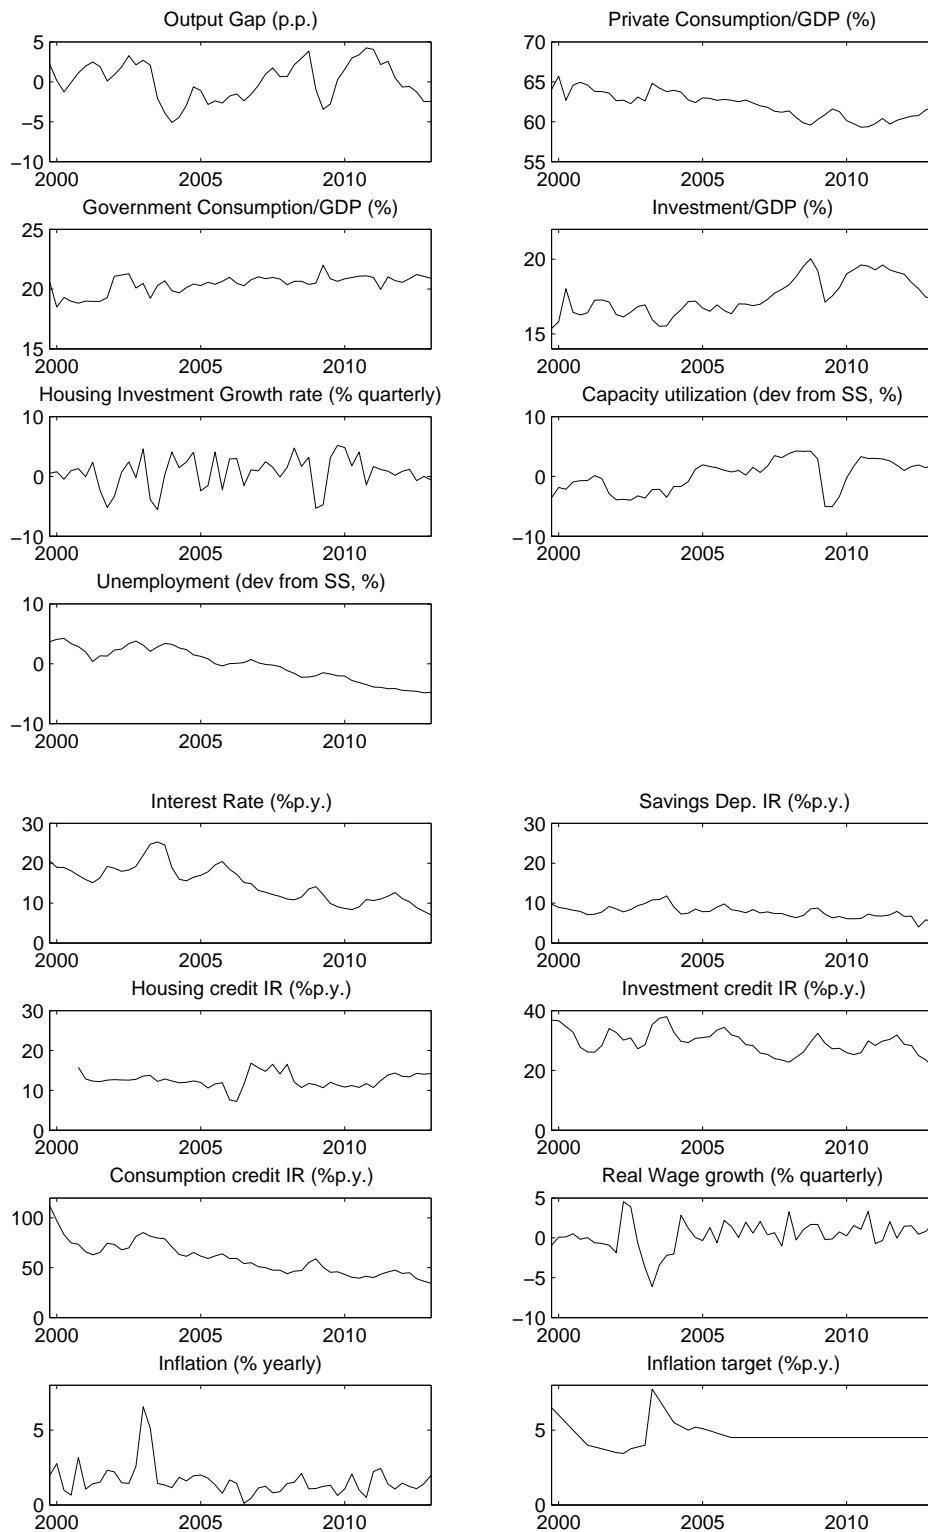 Output Gap (p.p.)
5
0
−5
−10
2000 2005 2010
Private Consumption/GDP (%)
70
65
60
55
2000 2005 2010
Government Consumption/GDP (%)
25
20
15
2000 2005 2010
Investment/GDP (%)
20
15
2000 2005 2010
Housing Investment Growth rate (% quarterly)
10
0
−10
2000 2005 2010
Capacity utilization (dev from SS, %)
10
0
−10
2000 2005 2010
Unemployment (dev from SS, %)
10
0
−10
2000 2005 2010
Interest Rate (%p.y.)
30
20
10
0
2000 2005 2010
Savings Dep. IR (%p.y.)
30
20
10
0
2000 2005 2010
Housing credit IR (%p.y.)
30
20
10
0
2000 2005 2010
Investment credit IR (%p.y.)
40
20
0
2000 2005 2010
Consumption credit IR (%p.y.)
100
50
0
2000 2005 2010
Real Wage growth (% quarterly)
5
0
−5
−10
2000 2005 2010
Inflation (% yearly)
5
0
2000 2005 2010
Inflation target (%p.y.)
5
0
2000 2005 2010